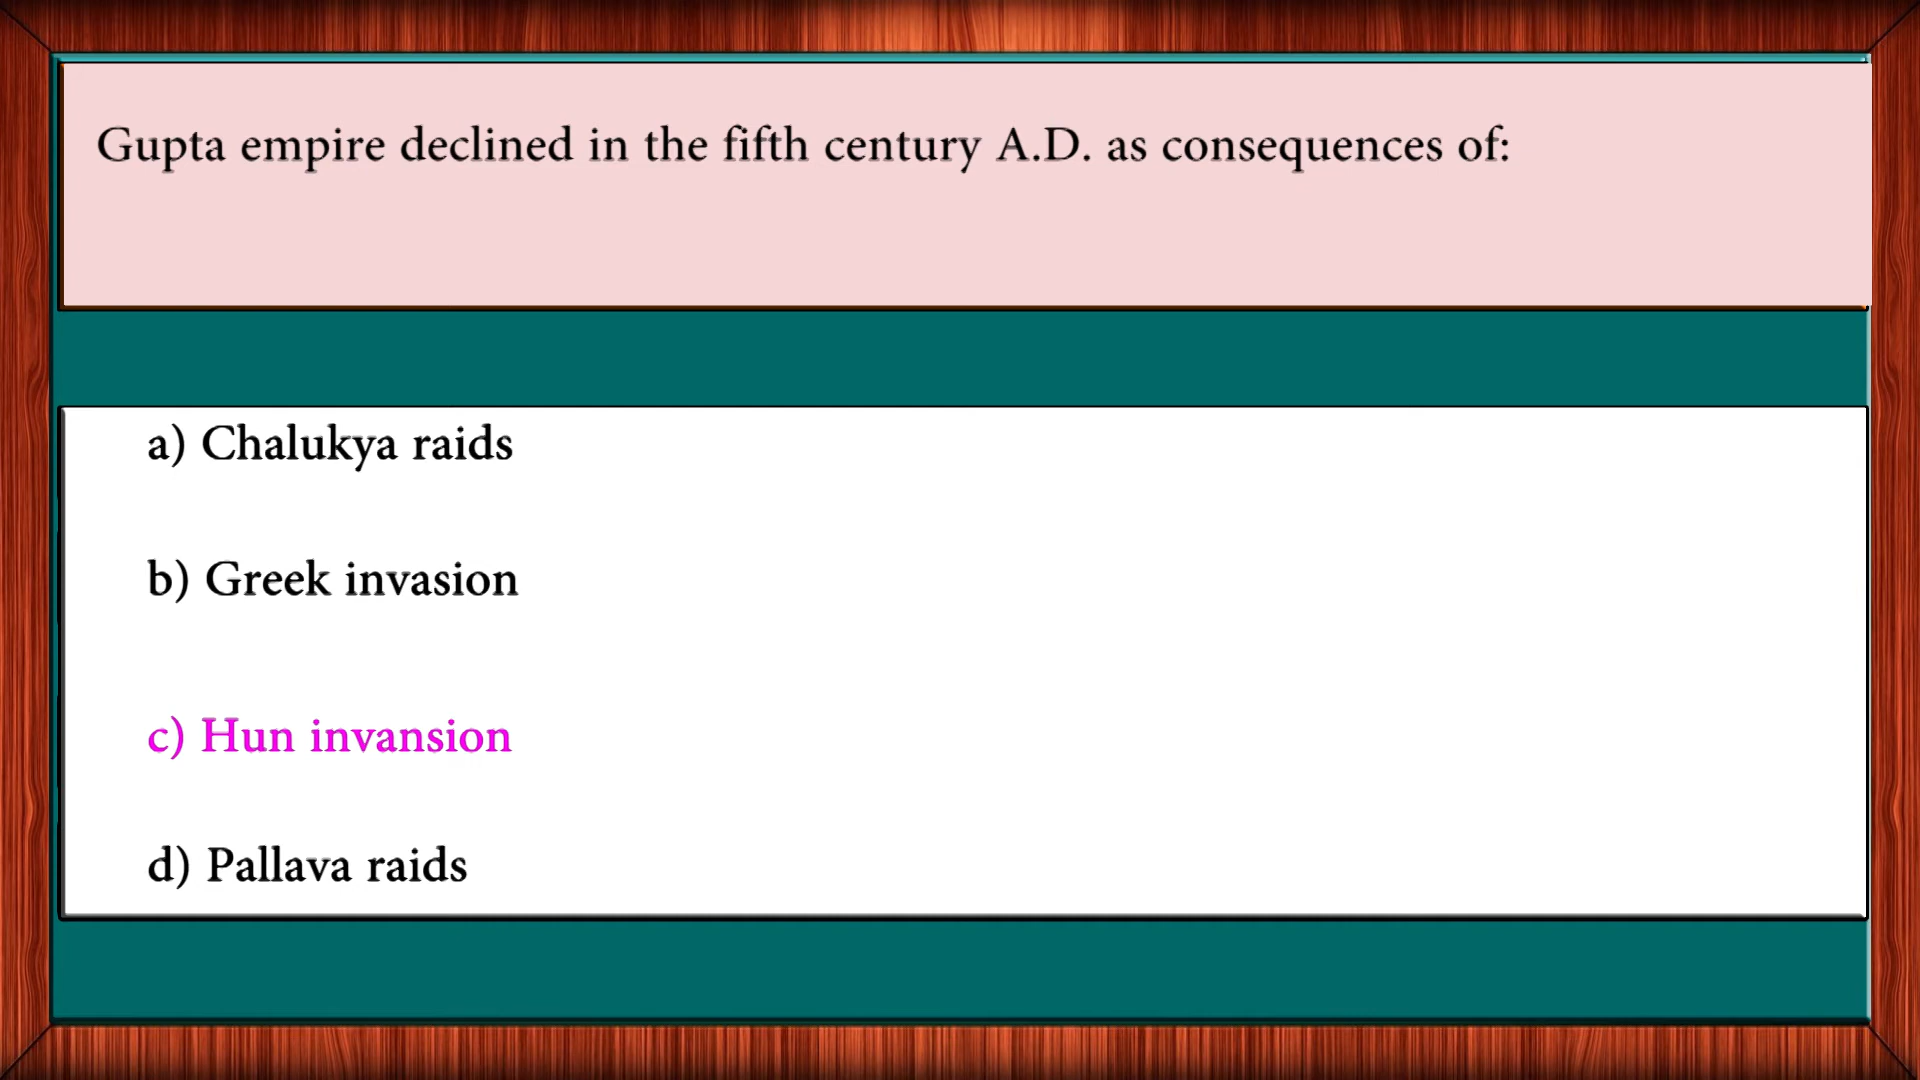 Gupta empire declined in the fifth century A.D. as consequences of:
a) Chalukya raids
b) Greek invasion
c) Hun invansion
d) Pallava raids